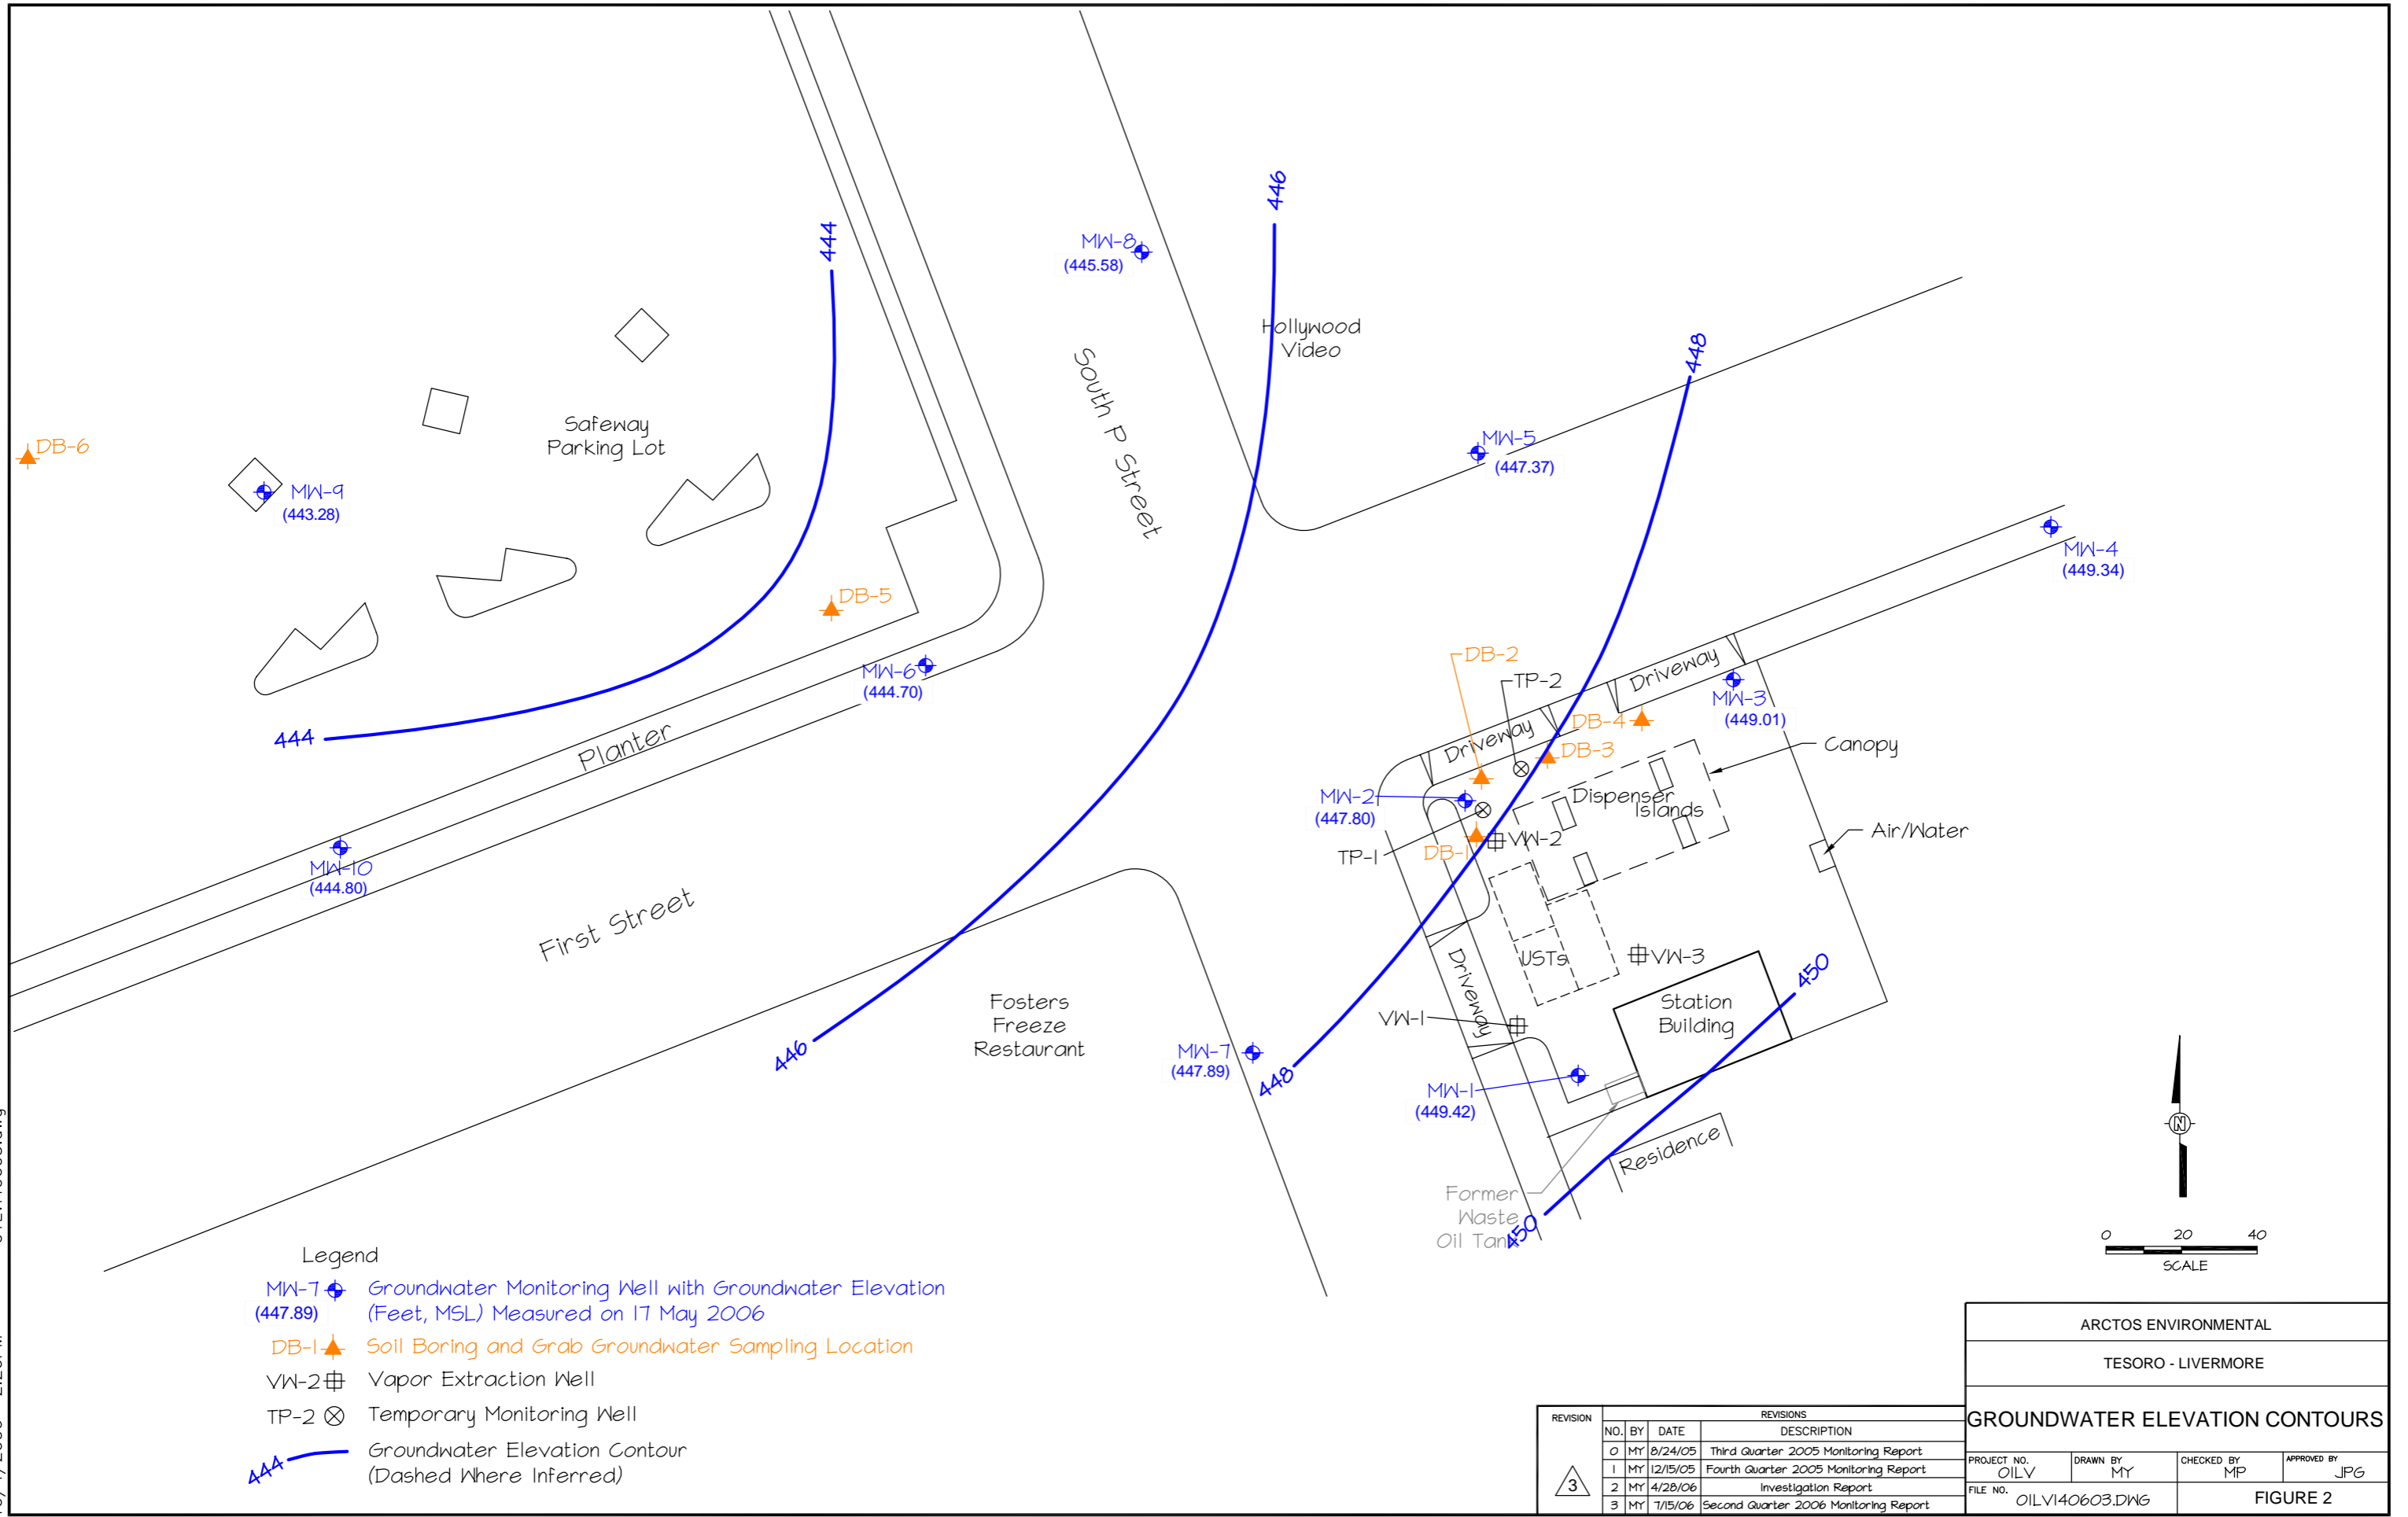 446
444
MW-8
(445.58)
Hollywood
Video
448
South P Street
Safeway
Parking Lot
DB-6
MW-9
(443.28)
MW-5
(447.37)
MW-4
(449.34)
DB-5
MW-6
(444.70)
DB-2
TP-2
Driveway
MW-3
(449.01)
DB-4
Driveway
DB-3
444
Planter
Canopy
MW-2
(447.80)
Dispenser
Islands
Air/Water
TP-1
DB-1
VW-2
MW-10
(444.80)
First Street
USTs
VW-3
Driveway
450
Fosters
Freeze
Restaurant
Station
Building
VW-1
446
MW-7
(447.89)
448
MW-1
(449.42)
Residence
Former
Waste
Oil Tank
450
N
0 20 40
SCALE
Legend
MW-7
(447.89)
Groundwater Monitoring Well with Groundwater Elevation
(Feet, MSL) Measured on 17 May 2006
DB-1 Soil Boring and Grab Groundwater Sampling Location
VW-2 Vapor Extraction Well
TP-2 Temporary Monitoring Well
444 Groundwater Elevation Contour
(Dashed Where Inferred)
REVISION
3
REVISIONS
NO. BY DATE DESCRIPTION
0 MY 8/24/05 Third Quarter 2005 Monitoring Report
1 MY 12/15/05 Fourth Quarter 2005 Monitoring Report
2 MY 4/28/06 Investigation Report
3 MY 7/15/06 Second Quarter 2006 Monitoring Report
ARCTOS ENVIRONMENTAL
TESORO - LIVERMORE
GROUNDWATER ELEVATION CONTOURS
PROJECT NO. 01LV
DRAWN BY MY
CHECKED BY MP
APPROVED BY JPG
FILE NO. 01LV140603.DWG
FIGURE 2